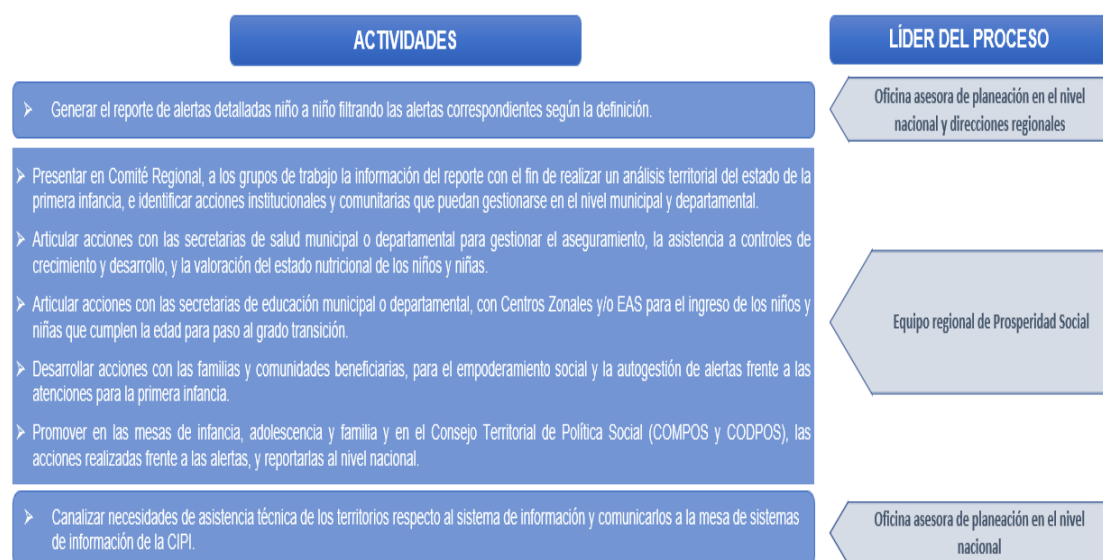 ACTIVIDADES
LÍDER DEL PROCESO
➢ Generar el reporte de alertas detalladas niño a niño filtrando las alertas correspondientes según la definición.
Oficina asesora de planeación en el nivel
nacional y direcciones regionales
➢ Presentar en Comité Regional, a los grupos de trabajo la información del reporte con el fin de realizar un análisis territorial del estado de la
primera infancia, e identificar acciones institucionales y comunitarias que puedan gestionarse en el nivel municipal y departamental.
➢ Articular acciones con las secretarias de salud municipal o departamental para gestionar el aseguramiento, la asistencia a controles de
crecimiento y desarrollo, y la valoración del estado nutricional de los niños y niñas.
➢ Articular acciones con las secretarias de educación municipal o departamental, con Centros Zonales y/o EAS para el ingreso de los niños y
niñas que cumplen la edad para paso al grado transición.
➢ Desarrollar acciones con las familias y comunidades beneficiarias, para el empoderamiento social y la autogestión de alertas frente a las
atenciones para la primera infancia.
➢ Promover en las mesas de infancia, adolescencia y familia y en el Consejo Territorial de Política Social (COMPOS y CODPOS), las
acciones realizadas frente a las alertas, y reportarlas al nivel nacional.
Equipo regional de Prosperidad Social
➢ Canalizar necesidades de asistencia técnica de los territorios respecto al sistema de información y comunicarlos a la mesa de sistemas
de información de la CIPI.
Oficina asesora de planeación en el nivel
nacional